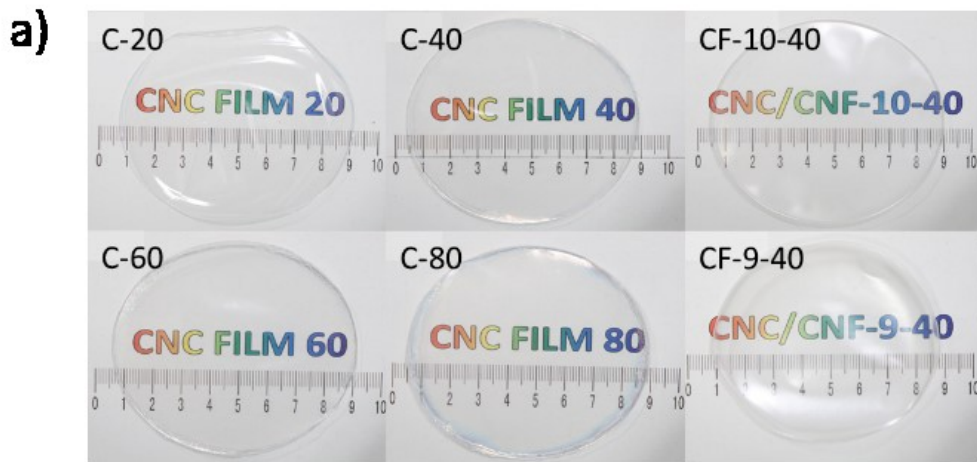 a)
C-20
CNC FILM 20
0 1 2 3 4 5 6 7 8 9 10
C-40
CNC FILM 40
0 1 2 3 4 5 6 7 8 9 10
CF-10-40
CNC/CNF-10-40
0 1 2 3 4 5 6 7 8 9 10
C-60
CNC FILM 60
0 1 2 3 4 5 6 7 8 9 10
C-80
CNC FILM 80
0 1 2 3 4 5 6 7 8 9 10
CF-9-40
CNC/CNF-9-40
0 1 2 3 4 5 6 7 8 9 10